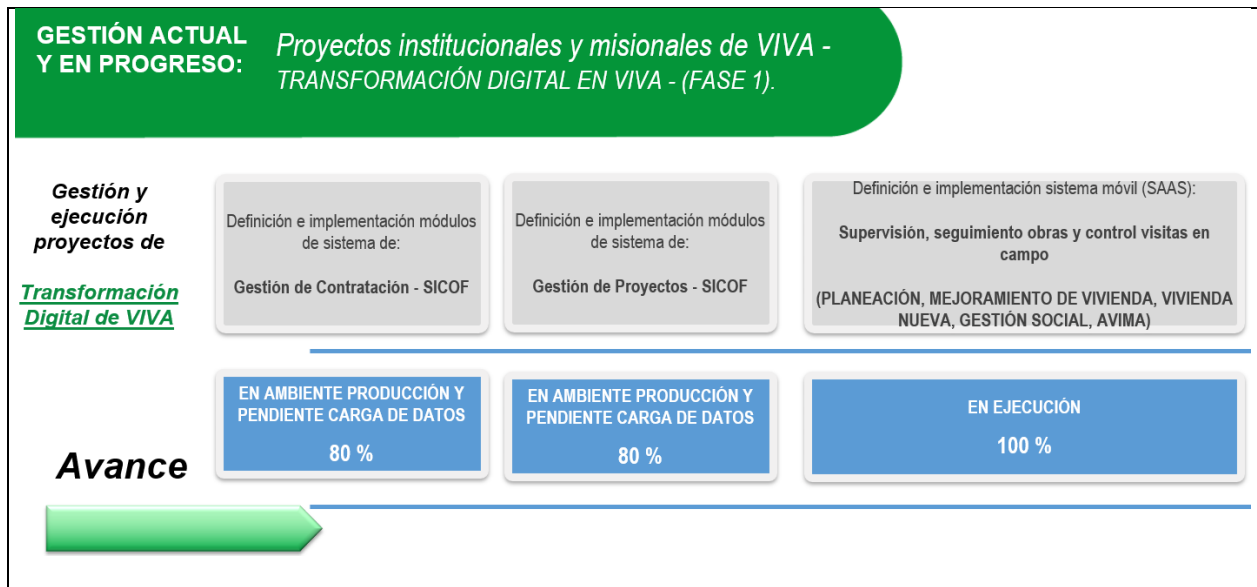 GESTIÓN ACTUAL
Y EN PROGRESO:
Proyectos institucionales y misionales de VIVA -
TRANSFORMACIÓN DIGITAL EN VIVA - (FASE 1).
Gestión y
ejecución
proyectos de
Transformación
Digital de VIVA
Definición e implementación módulos
de sistema de:
Gestión de Contratación - SICOF
Definición e implementación módulos
de sistema de:
Gestión de Proyectos - SICOF
Definición e implementación sistema móvil (SAAS):
Supervisión, seguimiento obras y control visitas en
campo
(PLANEACIÓN, MEJORAMIENTO DE VIVIENDA, VIVIENDA
NUEVA, GESTIÓN SOCIAL, AVIMA)
Avance
EN AMBIENTE PRODUCCIÓN Y
PENDIENTE CARGA DE DATOS
80 %
EN AMBIENTE PRODUCCIÓN Y
PENDIENTE CARGA DE DATOS
80 %
EN EJECUCIÓN
100 %